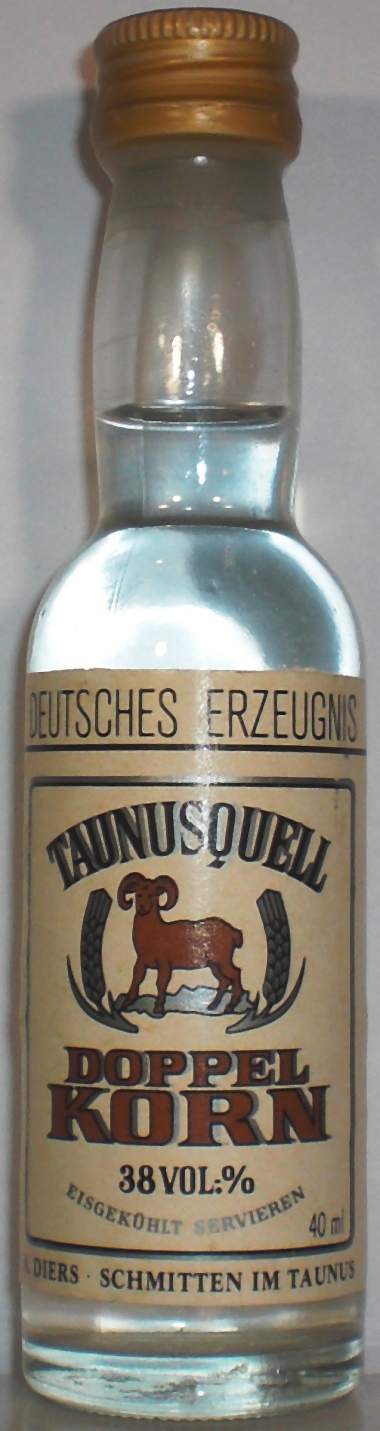 DEUTSCHES ERZEUGNIS
TAUNUSQUELL
DOPPEL
KORN
38 VOL.%
EISGEKÜHLT SERVIEREN
40 ml
DIERS · SCHMITTEN IM TAUNUS